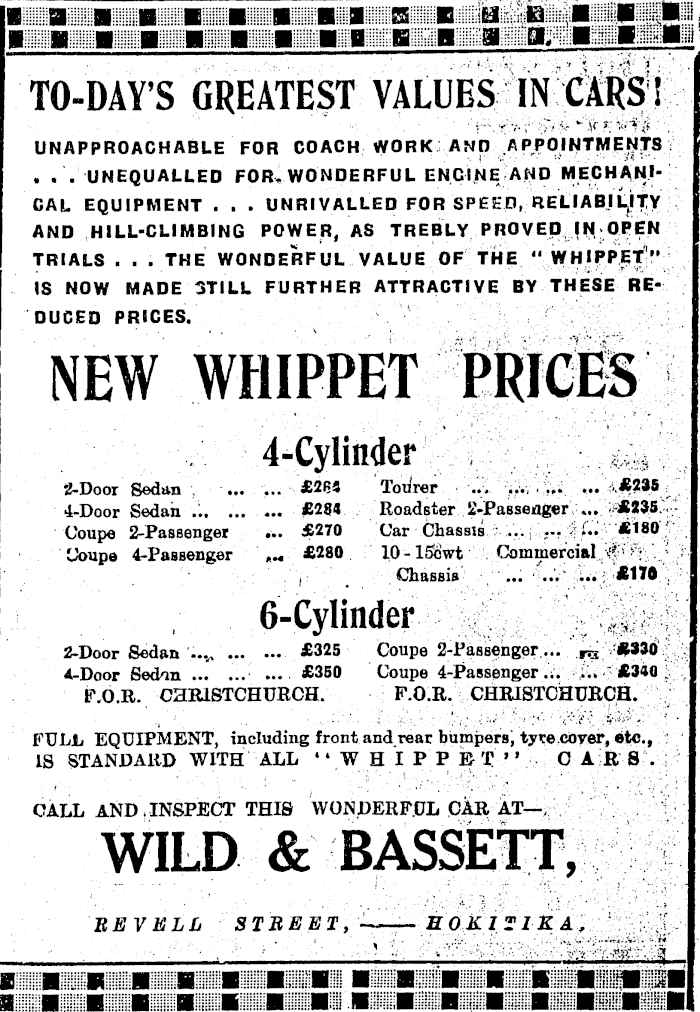 TO-DAY'S GREATEST VALUES IN CARS!
UNAPPROACHABLE FOR COACH WORK AND APPOINTMENTS
. . . UNEQUALLED FOR WONDERFUL ENGINE AND MECHANI-
CAL EQUIPMENT . . . UNRIVALLED FOR SPEED, RELIABILITY
AND HILL-CLIMBING POWER, AS TREBLY PROVED IN OPEN
TRIALS . . . THE WONDERFUL VALUE OF THE "WHIPPET"
IS NOW MADE STILL FURTHER ATTRACTIVE BY THESE RE-
DUCED PRICES.
NEW WHIPPET PRICES
4-Cylinder
2-Door Sedan ... ...
4-Door Sedan ... ... ... £284
Coupe 2-Passenger ... £270
Coupe 4-Passenger ... £280
Tourer ... ... ... ... £235
Roadster 2-Passenger ... £235
Car Chassis ... ... ... £180
10-15cwt Commercial
Chassis ... ... ... £170
6-Cylinder
2-Door Sedan ... ... ... £325
4-Door Sedan ... ... ... £350
F.O.R. CHRISTCHURCH.
Coupe 2-Passenger ... ... £330
Coupe 4-Passenger ... ... £340
F.O.R. CHRISTCHURCH.
FULL EQUIPMENT, including front and rear bumpers, tyre cover, etc.,
IS STANDARD WITH ALL "WHIPPET" CARS.
CALL AND INSPECT THIS WONDERFUL CAR AT—
WILD & BASSETT,
REVELL STREET, —— HOKITIKA.